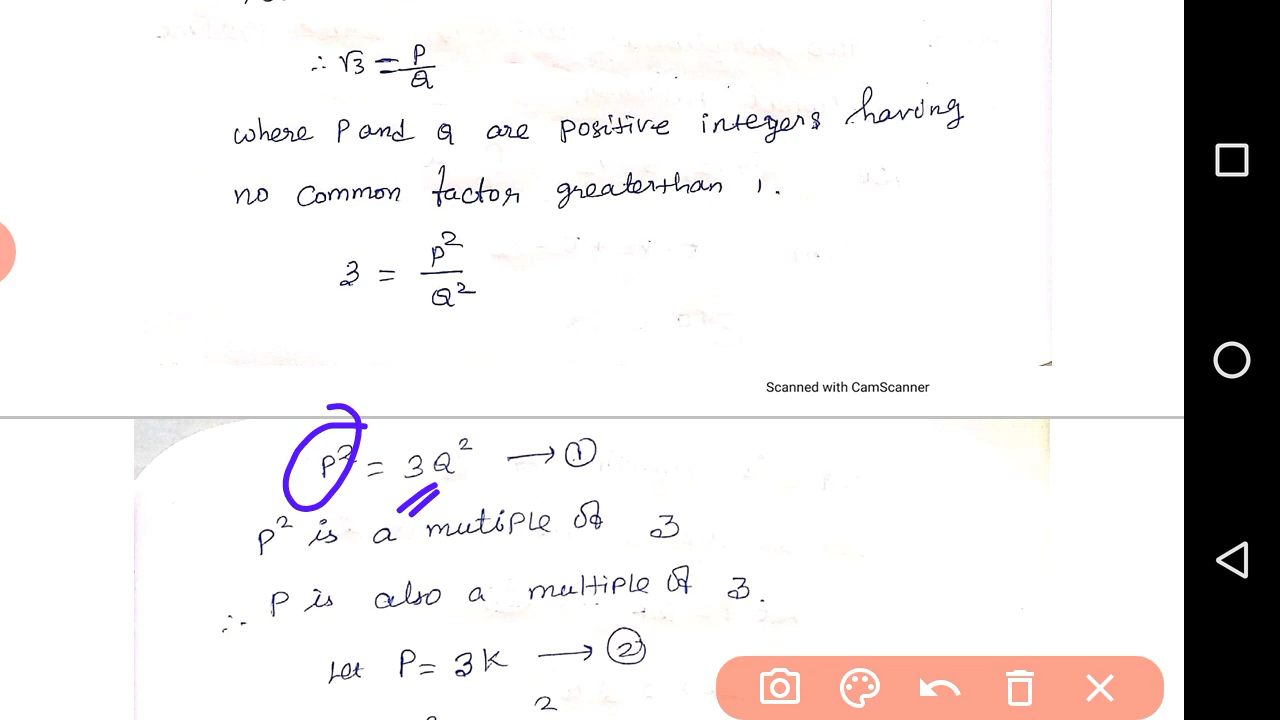 ∴ √3 = P/Q
where P and Q are positive integers having
no common factor greaterthan 1.
3 = P²/Q²
Scanned with CamScanner
P² = 3Q² → ①
P² is a mutiple of 3
∴ P is also a multiple of 3.
Let P = 3K → ②
2